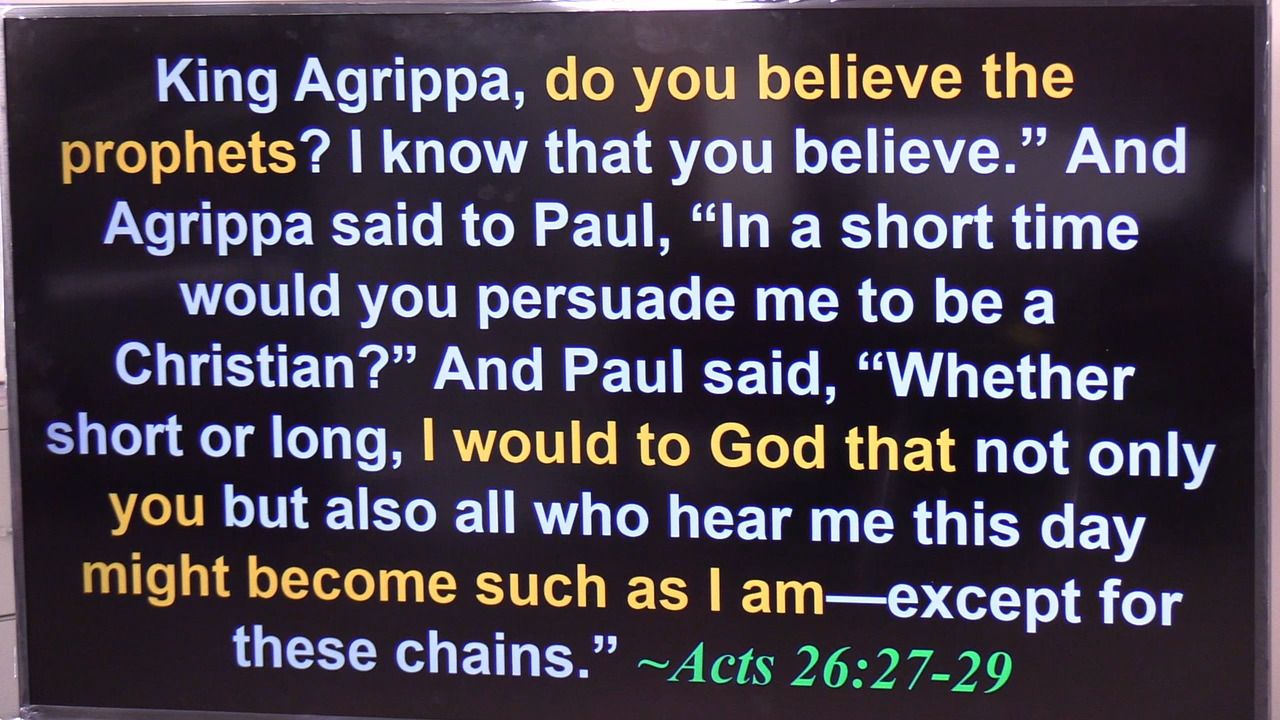 King Agrippa, do you believe the
prophets? I know that you believe.” And
Agrippa said to Paul, “In a short time
would you persuade me to be a
Christian?” And Paul said, “Whether
short or long, I would to God that not only
you but also all who hear me this day
might become such as I am—except for
these chains.” ~Acts 26:27-29